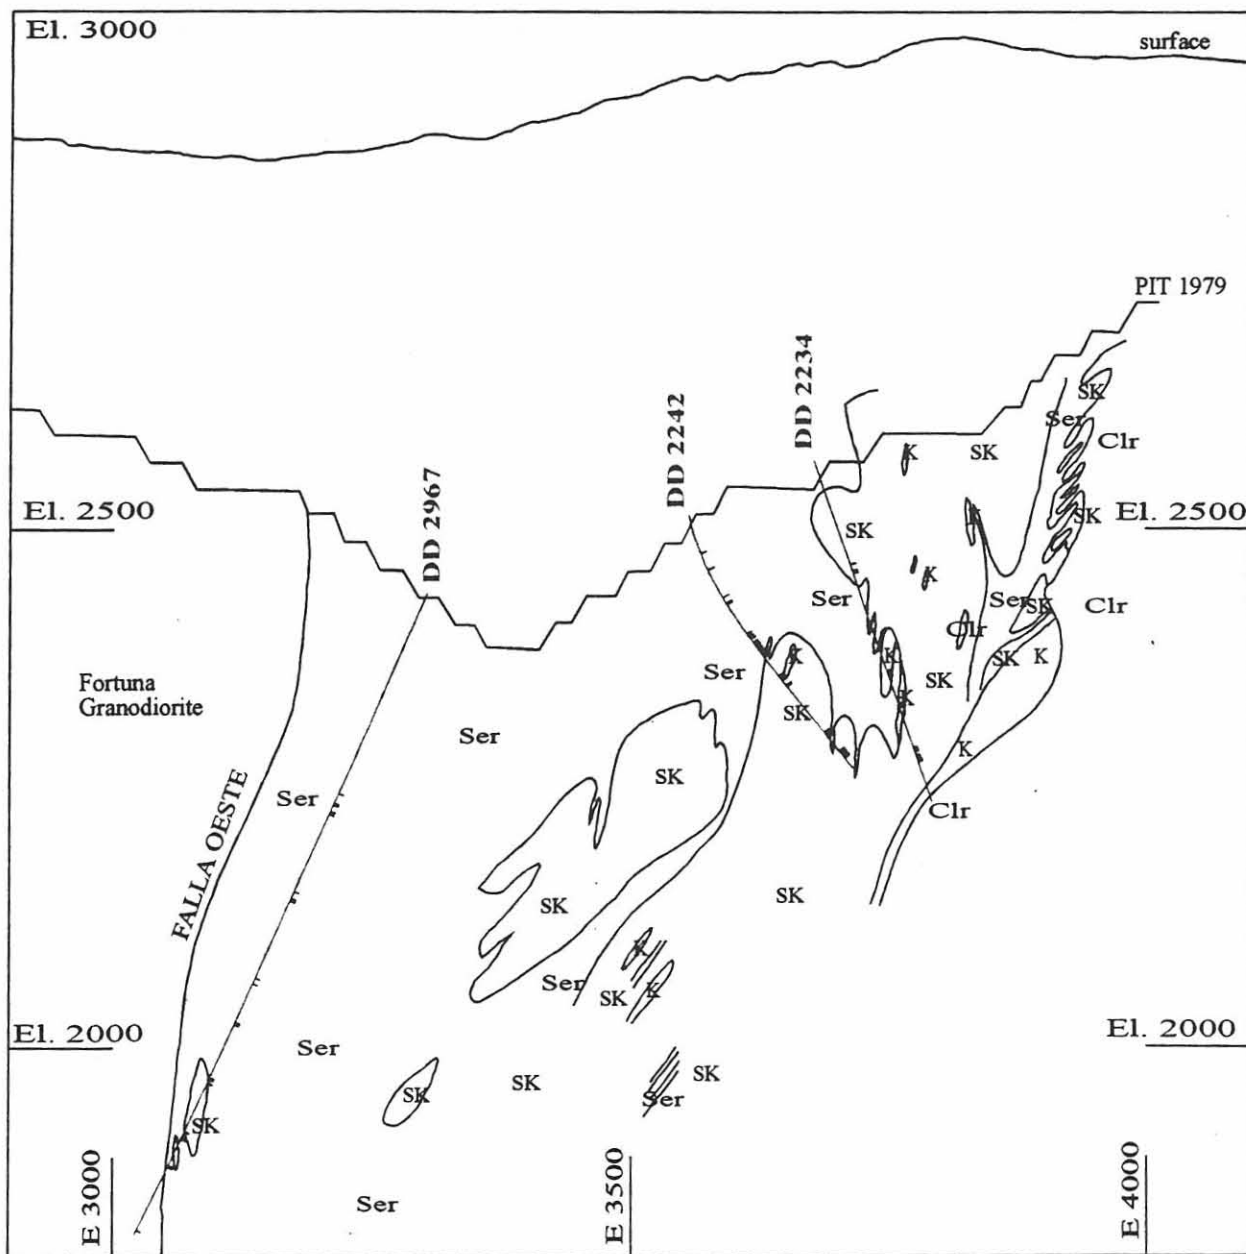 El. 3000
surface
PIT 1979
DD 2234
DD 2242
DD 2967
SK
Ser
Clr
K
SK
El. 2500
SK
K
SK
El. 2500
K
Ser
Ser
SK
Clr
Clr
K
K
SK
K
Ser
Fortuna
Granodiorite
SK
K
SK
Ser
K
SK
Ser
Clr
FALLA OESTE
SK
SK
K
Ser
SK
K
El. 2000
El. 2000
Ser
SK
SK
SK
Ser
SK
Ser
E 3000
E 3500
E 4000